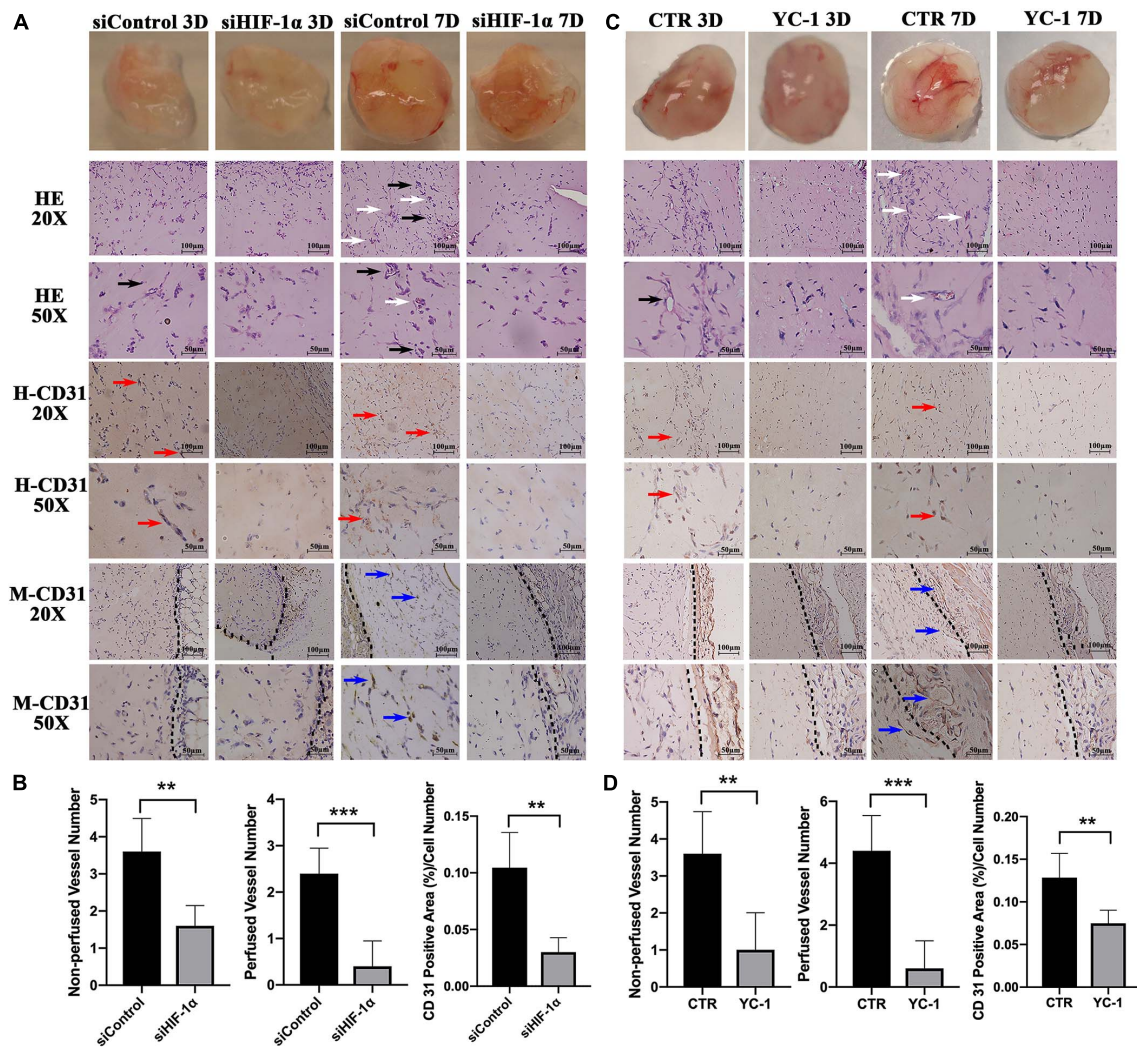 A siControl 3D siHIF-1α 3D siControl 7D siHIF-1α 7D
HE
20X
100μm 100μm 100μm 100μm
HE
50X
50μm 50μm 50μm 50μm
H-CD31
20X
100μm 100μm 100μm 100μm
H-CD31
50X
50μm 50μm 50μm 50μm
M-CD31
20X
100μm 100μm 100μm 100μm
M-CD31
50X
50μm 50μm 50μm 50μm
C CTR 3D YC-1 3D CTR 7D YC-1 7D
100μm 100μm 100μm 100μm
50μm 50μm 50μm 50μm
100μm 100μm 100μm 100μm
50μm 50μm 50μm 50μm
100μm 100μm 100μm 100μm
50μm 50μm 50μm 50μm
B
Non-perfused Vessel Number
5
4
3
2
1
0
**
siControl
siHIF-1α
Perfused Vessel Number
4
3
2
1
0
***
siControl
siHIF-1α
CD 31 Positive Area (%)/Cell Number
0.15
0.10
0.05
0.00
**
siControl
siHIF-1α
D
Non-perfused Vessel Number
5
4
3
2
1
0
**
CTR YC-1
Perfused Vessel Number
6
4
2
0
***
CTR YC-1
CD 31 Positive Area (%)/Cell Number
0.20
0.15
0.10
0.05
0.00
**
CTR YC-1